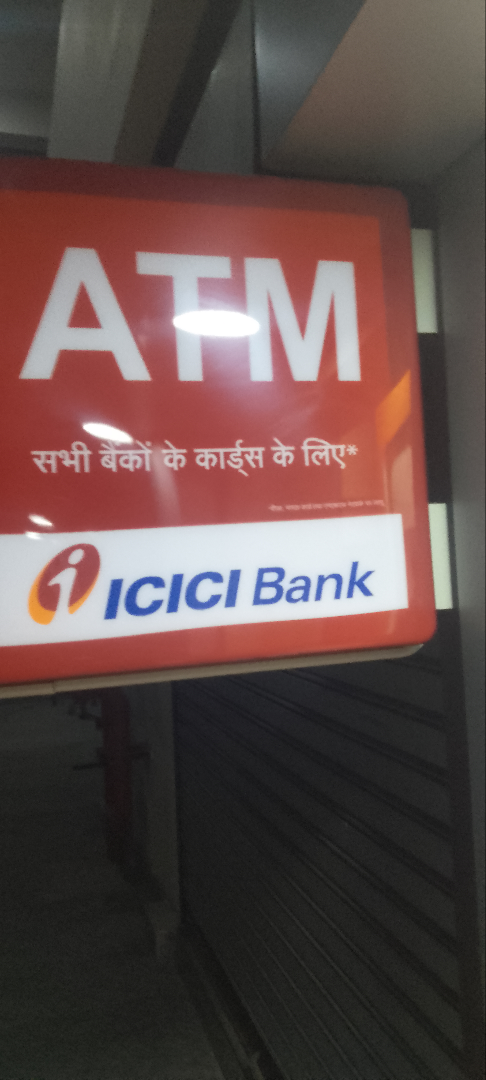 ATM
सभी बैंकों के कार्ड्स के लिए*
ICICI Bank